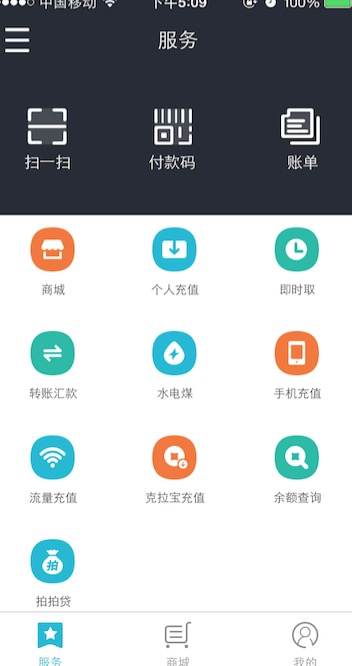 中国移动 下午5:09 100%
服务
扫一扫 付款码 账单
商城 个人充值 即时取
转账汇款 水电煤 手机充值
流量充值 克拉宝充值 余额查询
拍
拍拍贷
服务 商城 我的